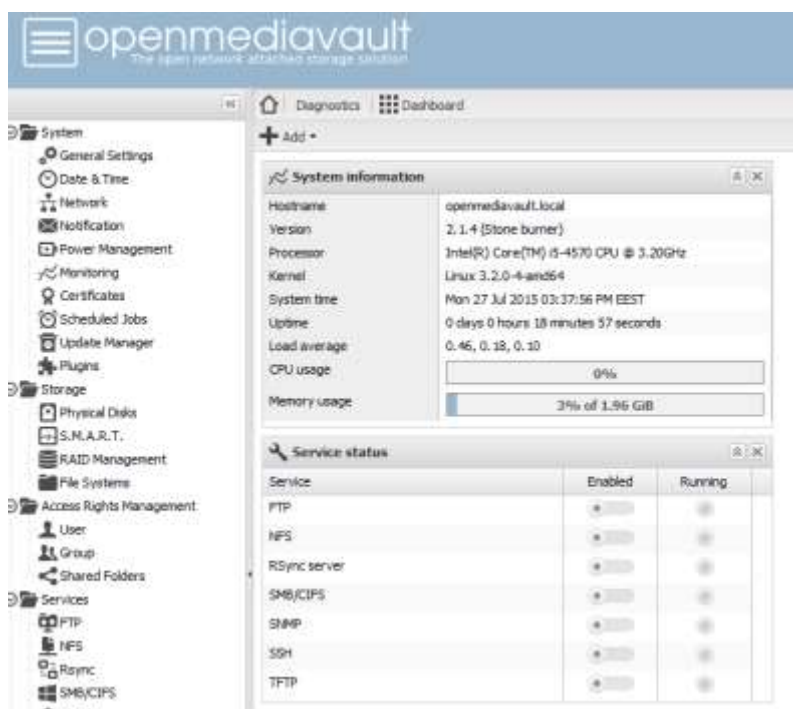 openmediavault
The open network attached storage solution
Diagnostics Dashboard
Add
System
General Settings
Date & Time
Network
Notification
Power Management
Monitoring
Certificates
Scheduled Jobs
Update Manager
Plugins
Storage
Physical Disks
S.M.A.R.T.
RAID Management
File Systems
Access Rights Management
User
Group
Shared Folders
Services
FTP
NFS
Rsync
SMB/CIFS
System information
Hostname openmediavault.local
Version 2.1.4 (Stone burner)
Processor Intel(R) Core(TM) i5-4570 CPU @ 3.20GHz
Kernel Linux 3.2.0-4-amd64
System time Mon 27 Jul 2015 03:37:56 PM EEST
Uptime 0 days 0 hours 18 minutes 57 seconds
Load average 0.46, 0.18, 0.10
CPU usage 0%
Memory usage 3% of 1.96 GiB
Service status
Service Enabled Running
FTP
NFS
RSync server
SMB/CIFS
SNMP
SSH
TFTP